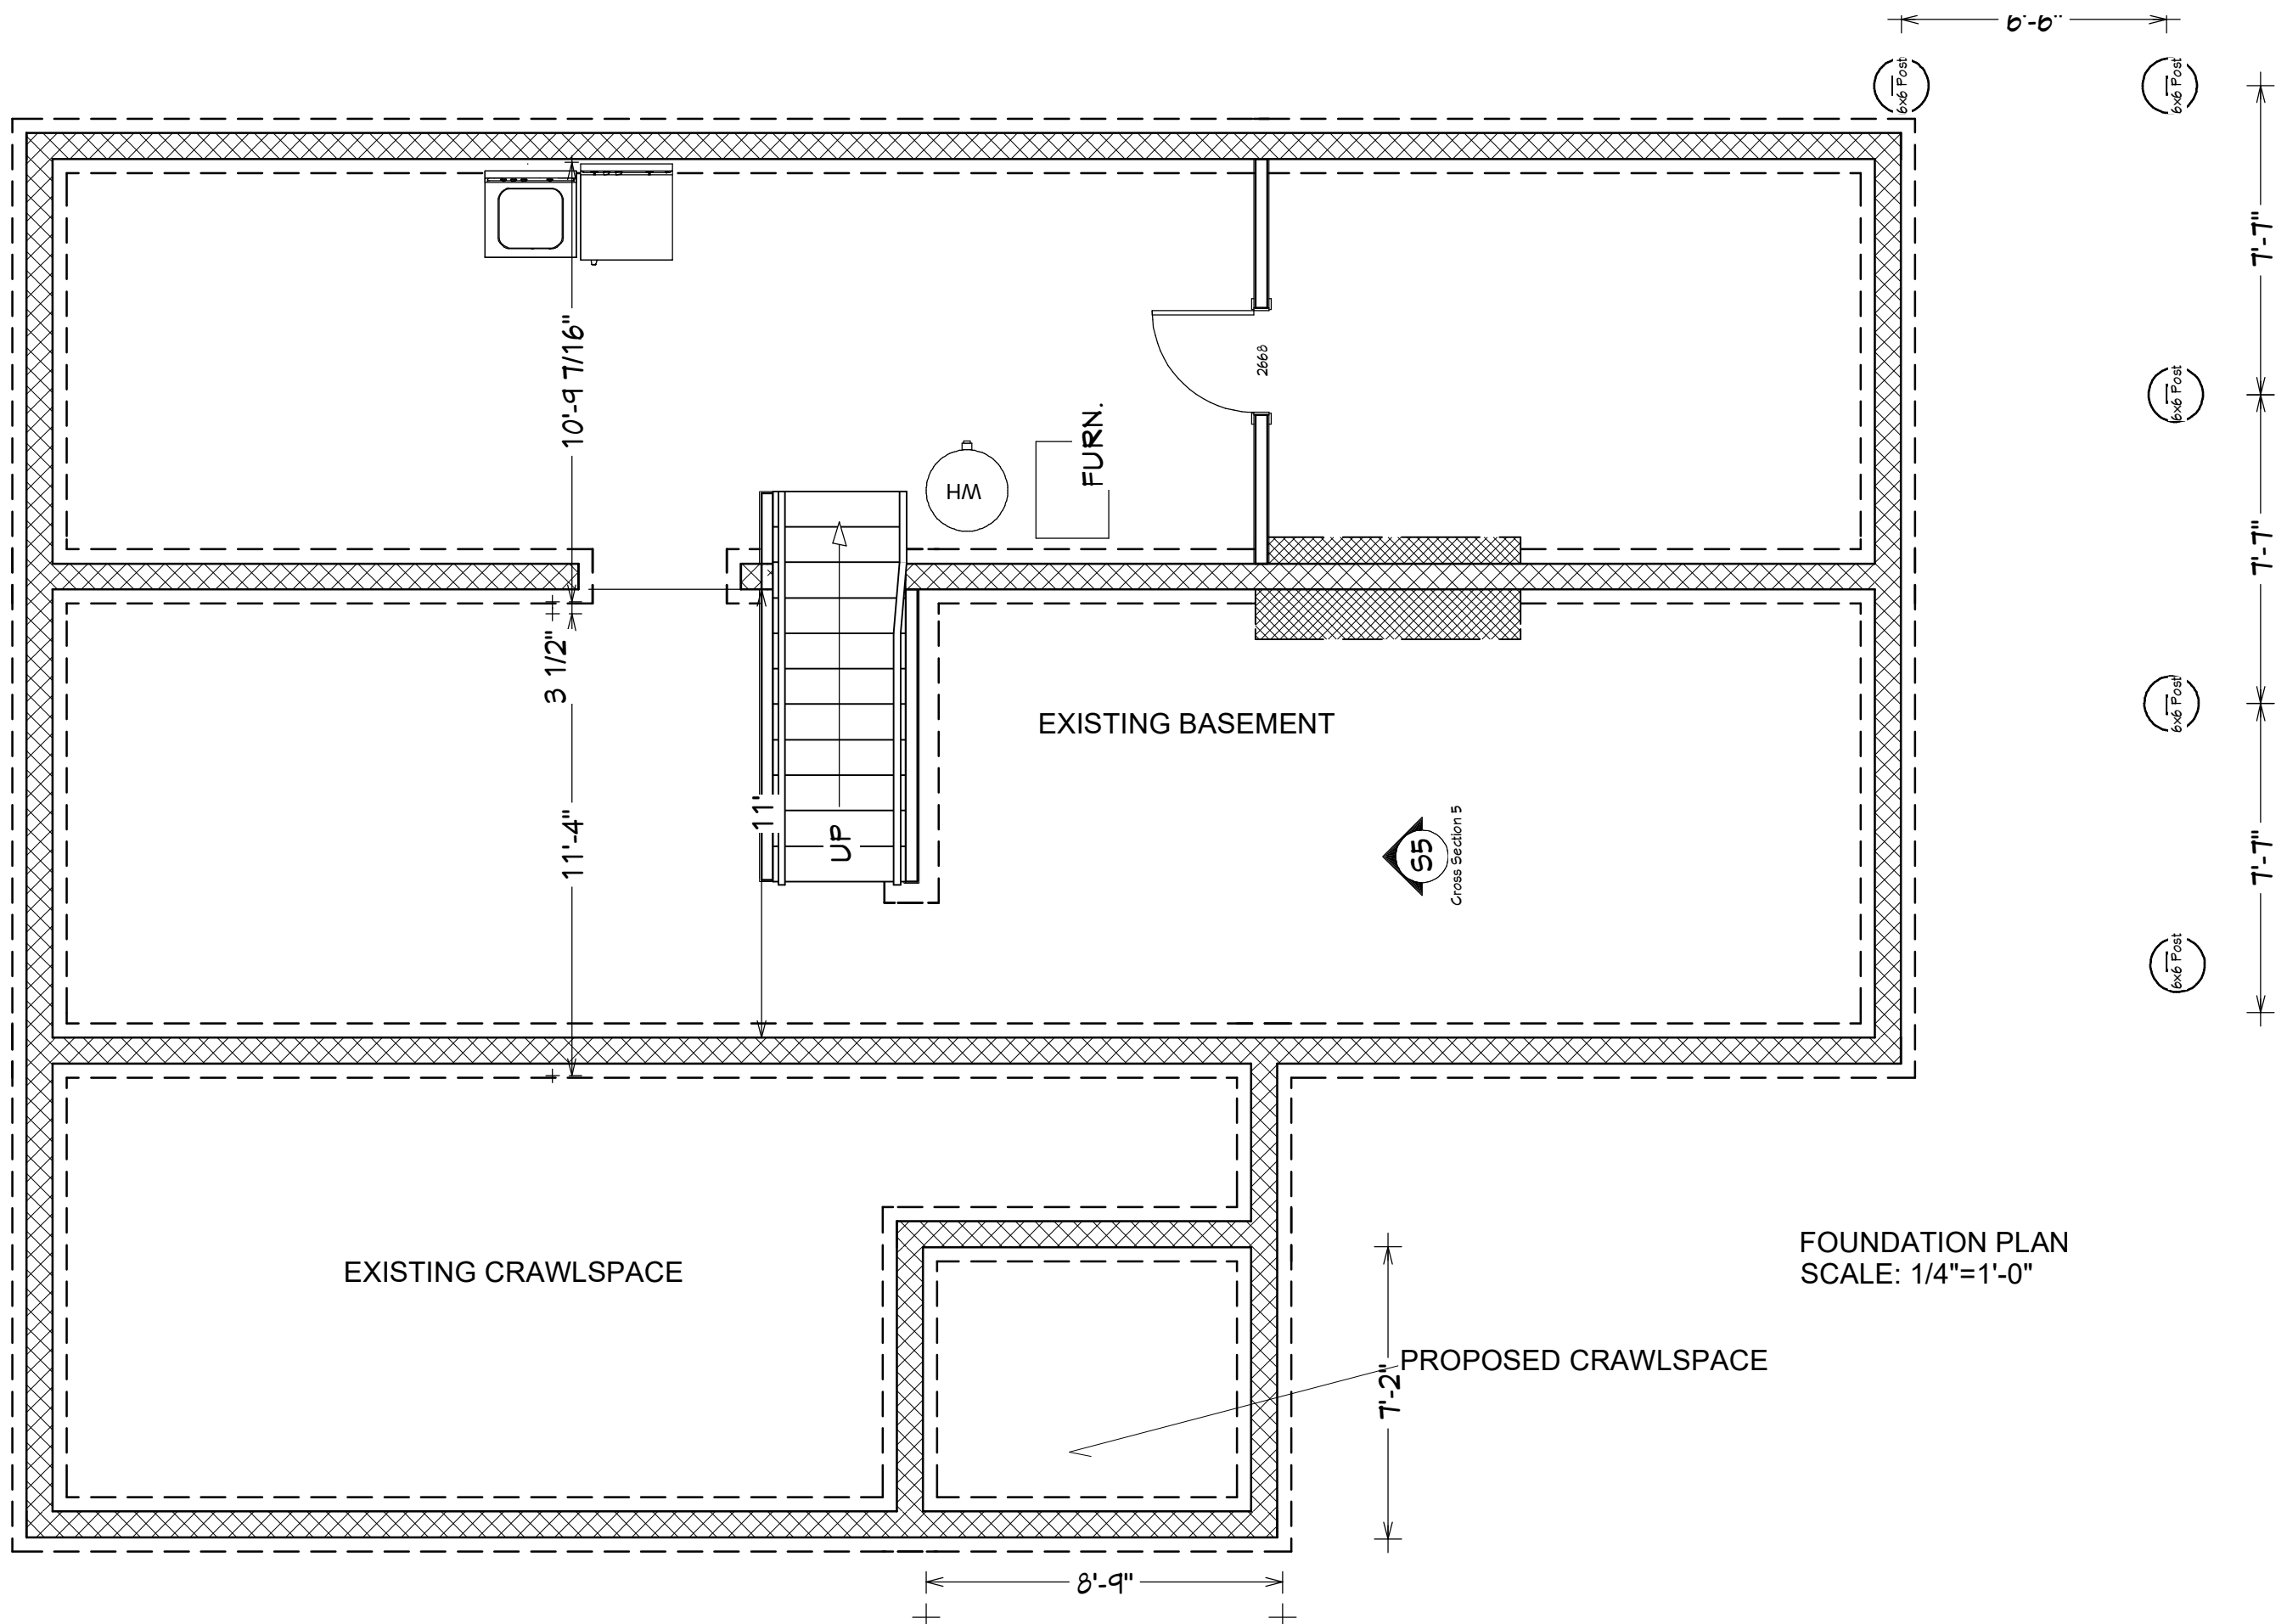 6'-6"
6x6 Post
6x6 Post
7'-7"
10'-9 7/16"
2668
6x6 Post
FURN.
WH
7'-7"
3 1/2"
6x6 Post
EXISTING BASEMENT
11'
11'-4"
UP
S5
Cross Section 5
7'-7"
6x6 Post
EXISTING CRAWLSPACE
FOUNDATION PLAN
SCALE: 1/4"=1'-0"
PROPOSED CRAWLSPACE
7'-2"
8'-9"